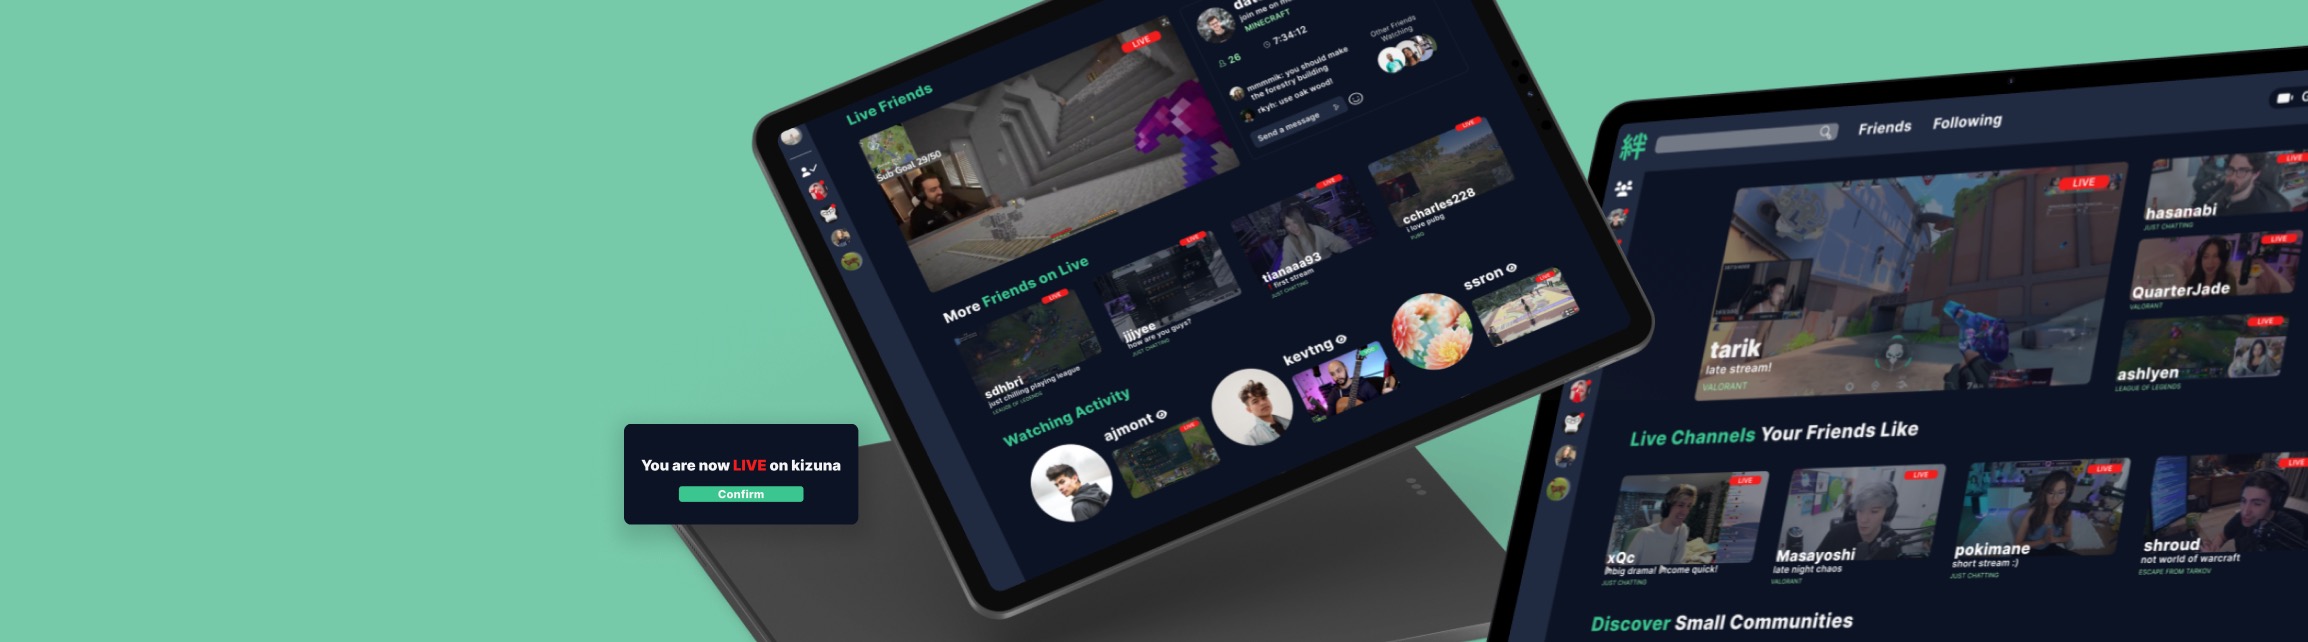 Live Friends
LIVE
Sub Goal 29/50
join me on
MINECRAFT
26
7:34:12
Other Friends
Watching
mmmmik: you should make
the forestry building
rkyh: use oak wood!
Send a message
More Friends on Live
LIVE
sdhbri
just chilling playing league
LEAGUE OF LEGENDS
LIVE
jjjyee
how are you guys?
JUST CHATTING
LIVE
tianaaa93
first stream
JUST CHATTING
LIVE
ccharles228
i love pubg
PUBG
Watching Activity
ajmont
LIVE
kevtng
ssron
LIVE
You are now LIVE on kizuna
Confirm
絆
Friends
Following
LIVE
tarik
late stream!
VALORANT
LIVE
hasanabi
JUST CHATTING
LIVE
QuarterJade
VALORANT
LIVE
ashlyen
LEAGUE OF LEGENDS
Live Channels Your Friends Like
LIVE
xQc
big drama! come quick!
JUST CHATTING
LIVE
Masayoshi
late night chaos
VALORANT
LIVE
pokimane
short stream :)
JUST CHATTING
LIVE
shroud
not world of warcraft
ESCAPE FROM TARKOV
Discover Small Communities